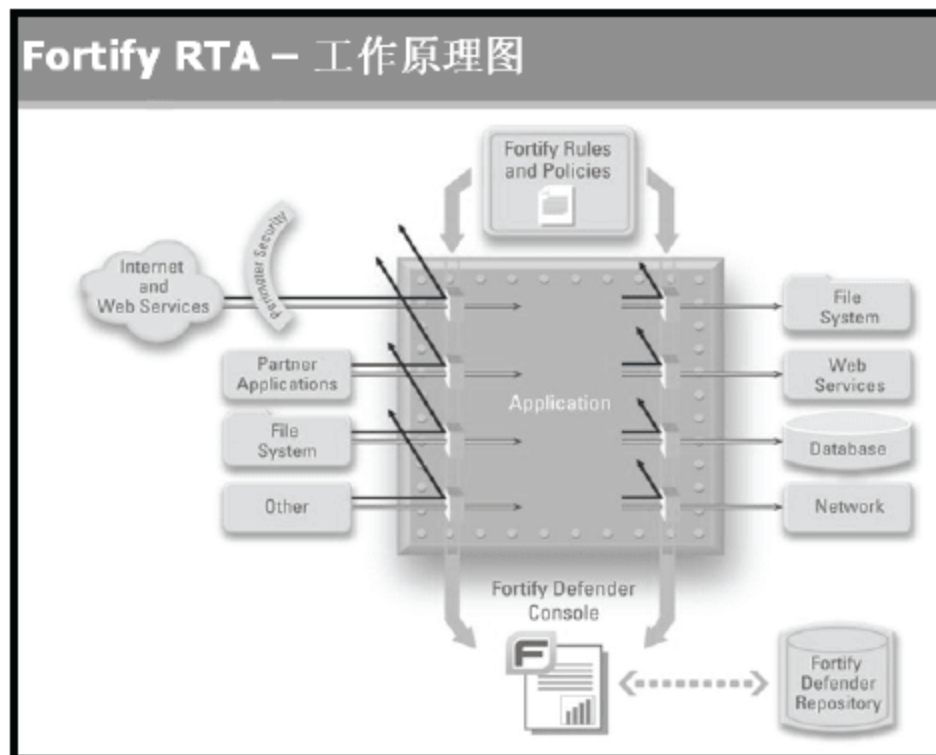 Fortify RTA – 工作原理图
Fortify Rules
and Policies
Perimeter Security
Internet
and
Web Services
Partner
Applications
File
System
Other
Application
File
System
Web
Services
Database
Network
Fortify Defender
Console
F
Fortify
Defender
Repository